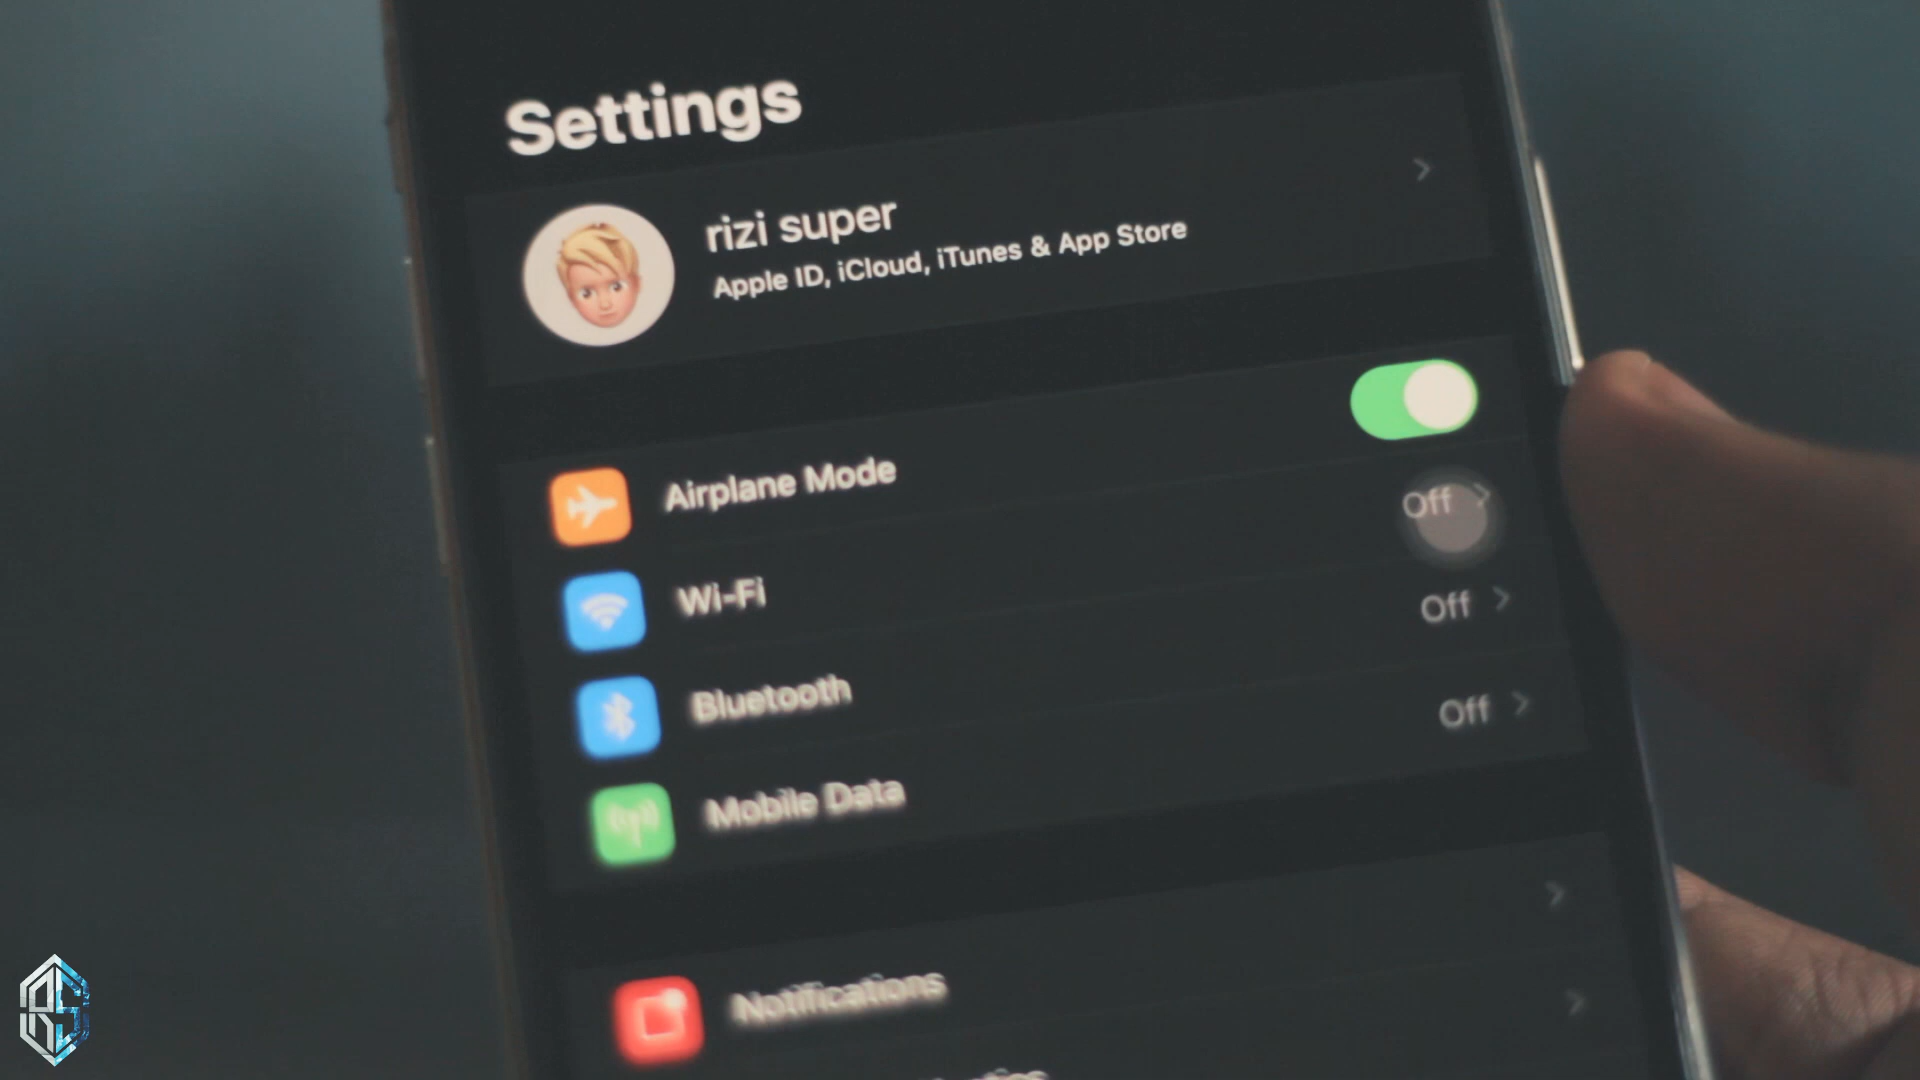 Settings
rizi super
Apple ID, iCloud, iTunes & App Store
Airplane Mode
Wi-Fi Off
Bluetooth Off
Mobile Data Off
Notifications
RS